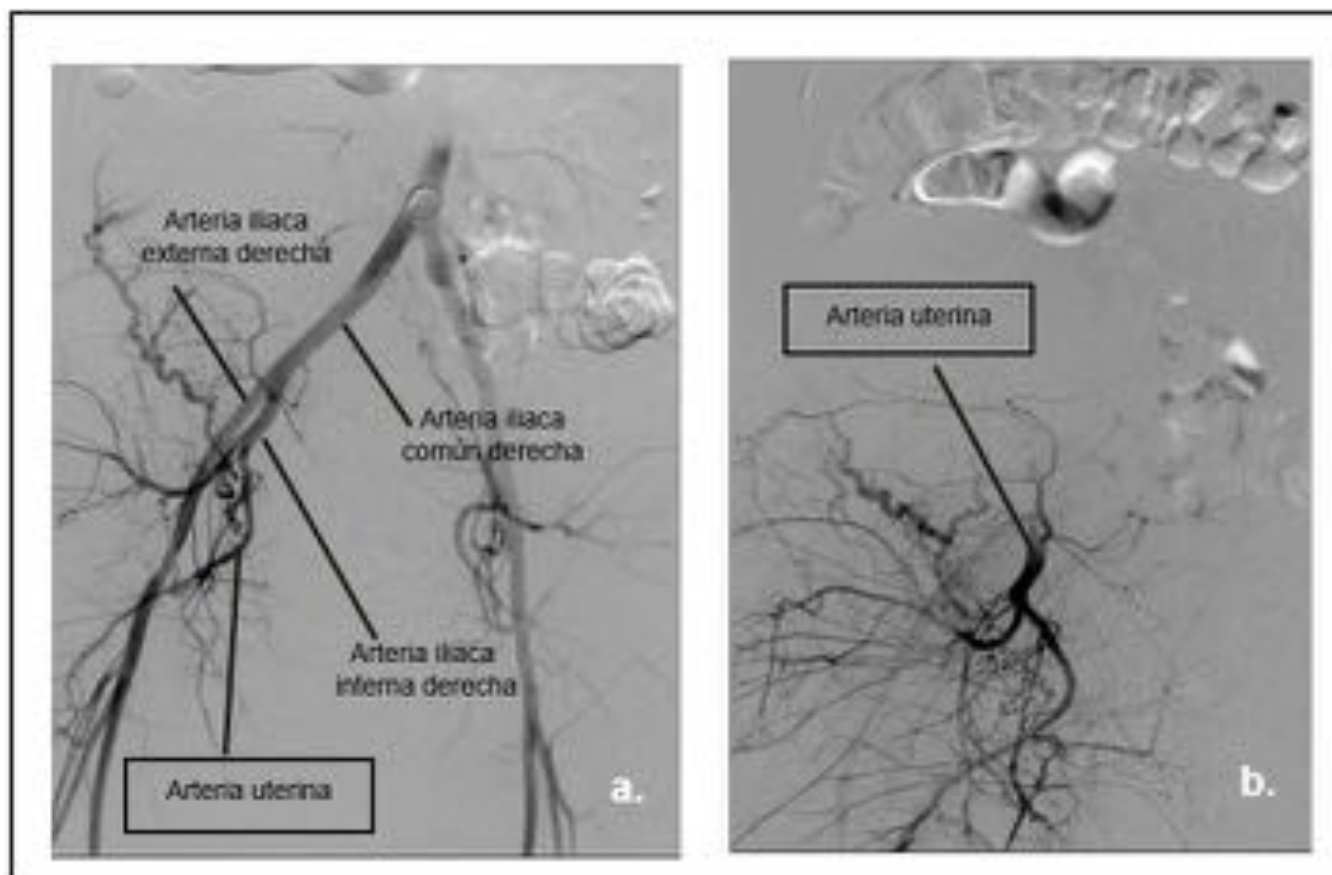 Arteria iliaca
externa derecha
Arteria iliaca
común derecha
Arteria iliaca
interna derecha
Arteria uterina
a.
Arteria uterina
b.